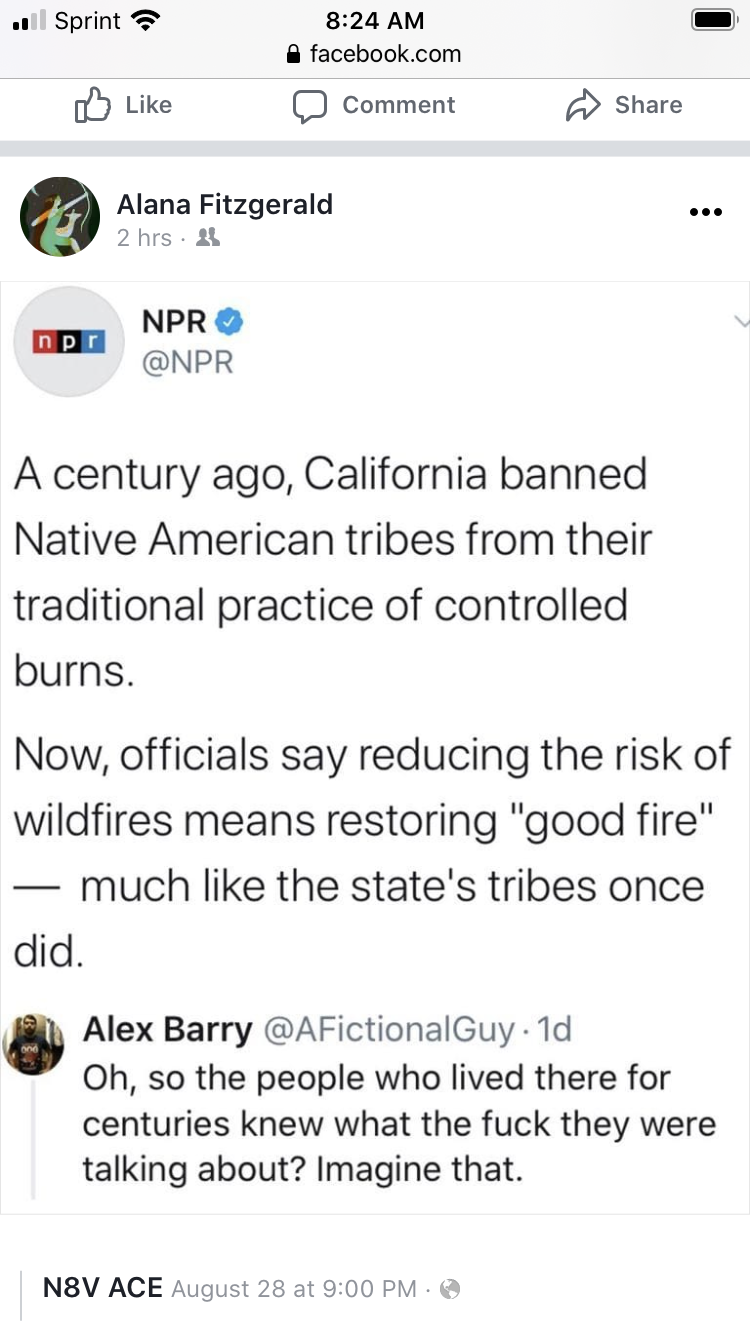 Sprint 8:24 AM
facebook.com
Like Comment Share
Alana Fitzgerald
2 hrs ·
npr
NPR
@NPR
A century ago, California banned
Native American tribes from their
traditional practice of controlled
burns.
Now, officials say reducing the risk of
wildfires means restoring "good fire"
— much like the state's tribes once
did.
Alex Barry @AFictionalGuy · 1d
Oh, so the people who lived there for
centuries knew what the fuck they were
talking about? Imagine that.
N8V ACE August 28 at 9:00 PM ·